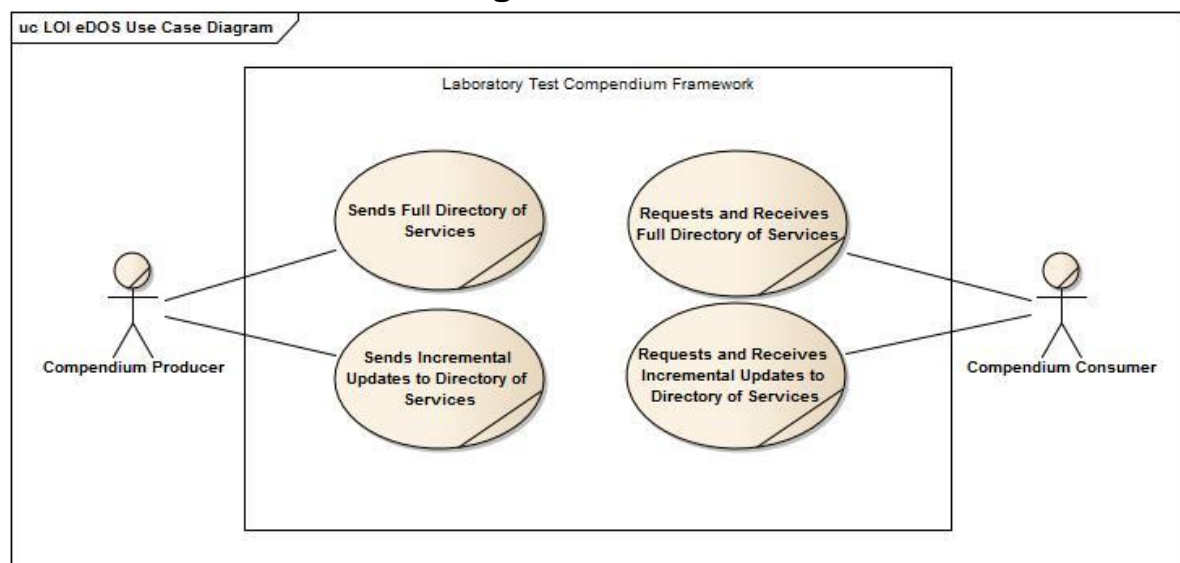 uc LOI eDOS Use Case Diagram
Laboratory Test Compendium Framework
Sends Full Directory of
Services
Requests and Receives
Full Directory of Services
Compendium Producer
Sends Incremental
Updates to Directory of
Services
Requests and Receives
Incremental Updates to
Directory of Services
Compendium Consumer